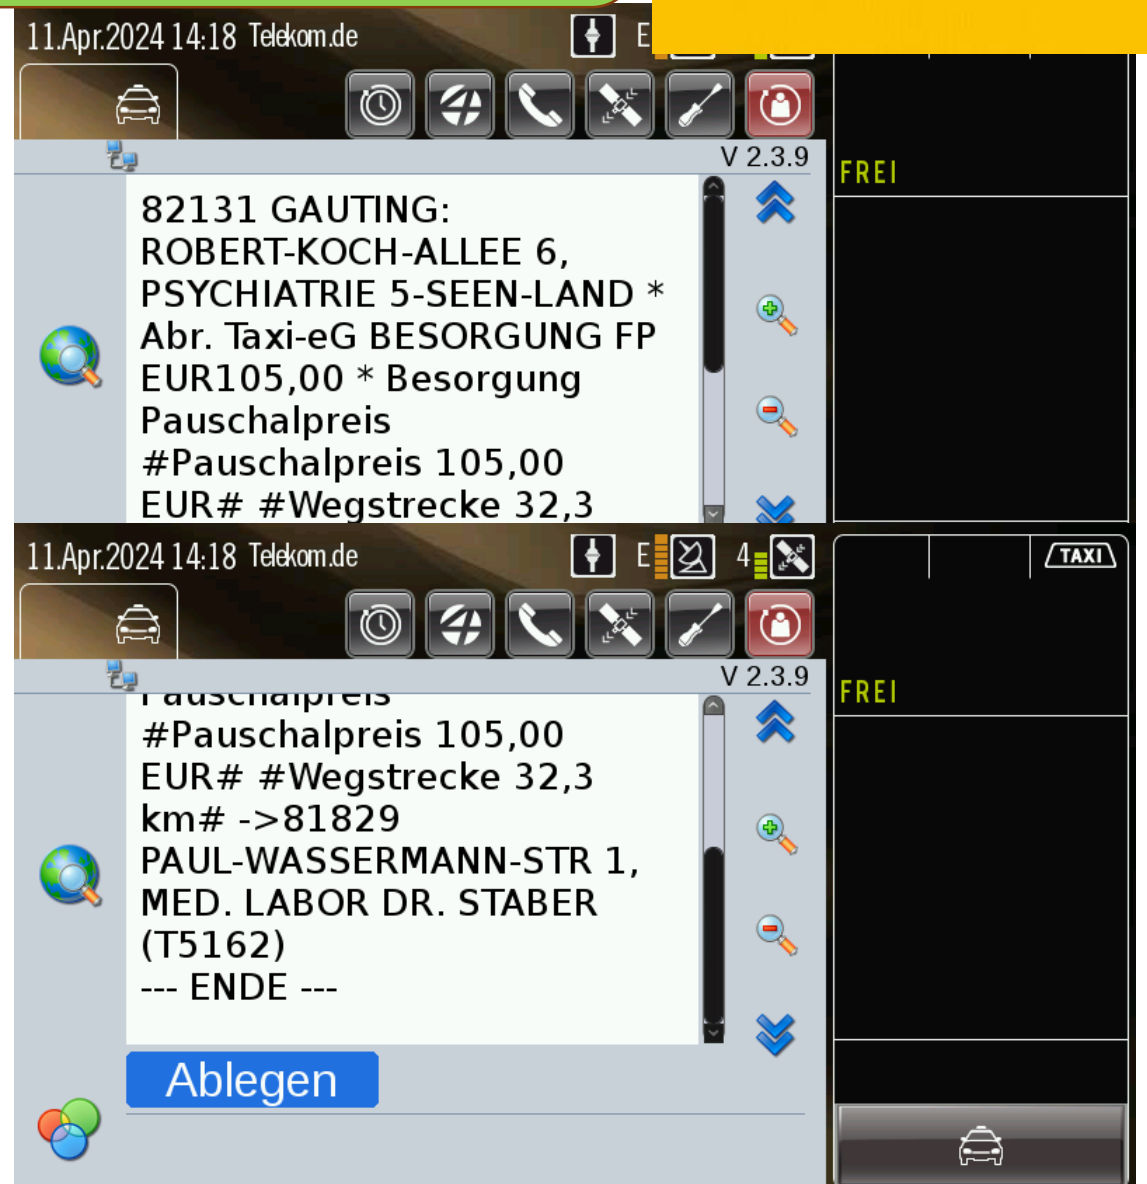 11.Apr.2024 14:18 Telekom.de
E
V 2.3.9
FREI
82131 GAUTING:
ROBERT-KOCH-ALLEE 6,
PSYCHIATRIE 5-SEEN-LAND *
Abr. Taxi-eG BESORGUNG FP
EUR105,00 * Besorgung
Pauschalpreis
#Pauschalpreis 105,00
EUR# #Wegstrecke 32,3
11.Apr.2024 14:18 Telekom.de
E 4
TAXI
V 2.3.9
FREI
Pauschalpreis
#Pauschalpreis 105,00
EUR# #Wegstrecke 32,3
km# ->81829
PAUL-WASSERMANN-STR 1,
MED. LABOR DR. STABER
(T5162)
--- ENDE ---
Ablegen